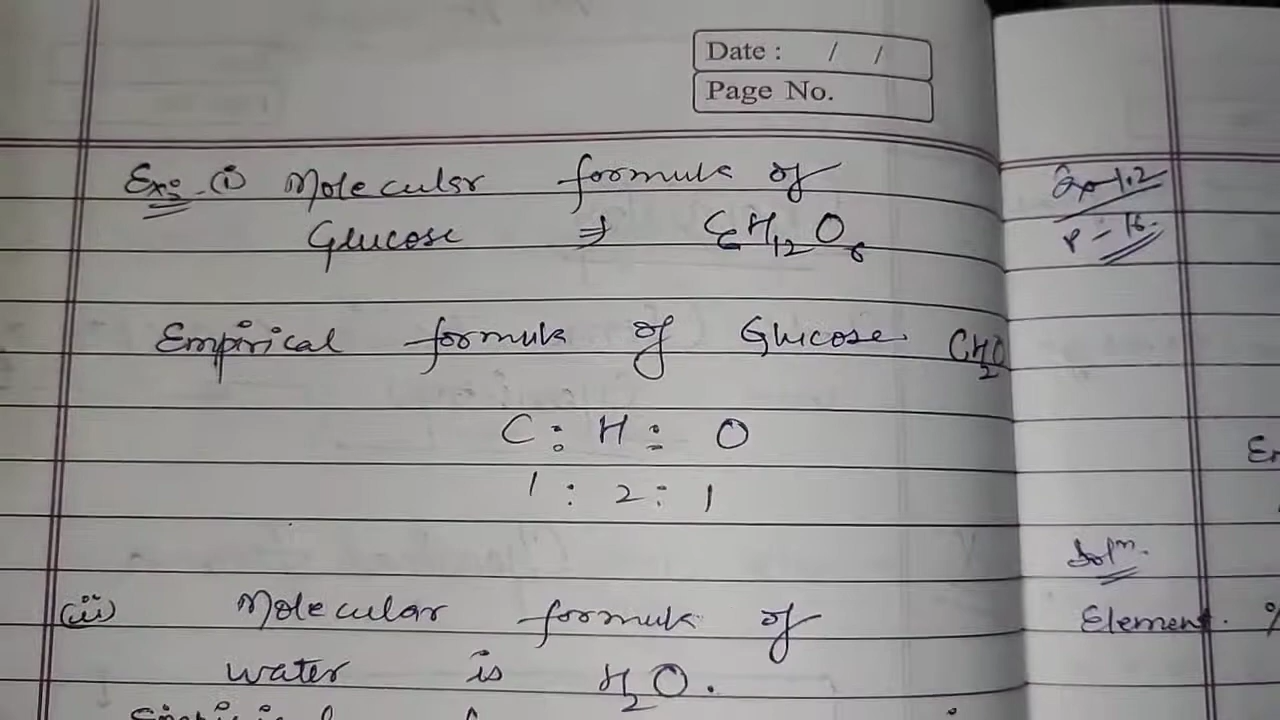 Date : / /
Page No.
Ex:- (i) Molecular formula of
Glucose ⇒ C6H12O6
Empirical formula of Glucose. CH2O
C : H : O
1 : 2 : 1
(ii) Molecular formula of
water is H2O.
P - 16.
Soln.
Element. %